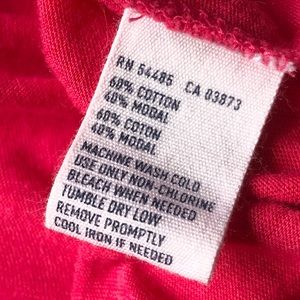 RN 54485 CA 03873
60% COTTON
40% MODAL
60% COTON
40% MODAL
MACHINE WASH COLD
USE ONLY NON-CHLORINE
BLEACH WHEN NEEDED
TUMBLE DRY LOW
REMOVE PROMPTLY
COOL IRON IF NEEDED